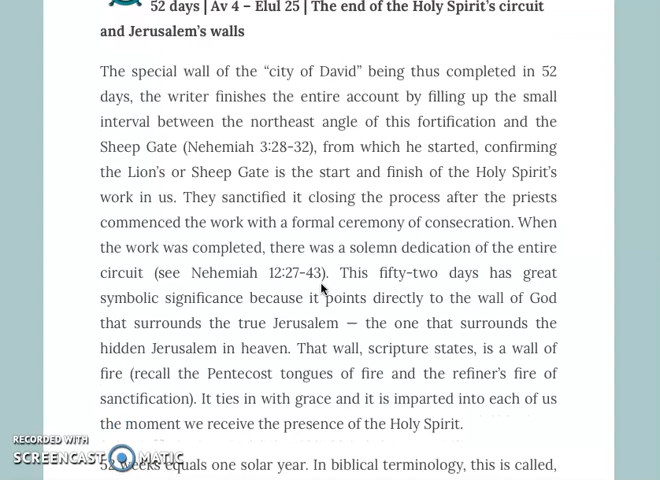 52 days | Av 4 – Elul 25 | The end of the Holy Spirit’s circuit
and Jerusalem’s walls
The special wall of the “city of David” being thus completed in 52
days, the writer finishes the entire account by filling up the small
interval between the northeast angle of this fortification and the
Sheep Gate (Nehemiah 3:28-32), from which he started, confirming
the Lion’s or Sheep Gate is the start and finish of the Holy Spirit’s
work in us. They sanctified it closing the process after the priests
commenced the work with a formal ceremony of consecration. When
the work was completed, there was a solemn dedication of the entire
circuit (see Nehemiah 12:27-43). This fifty-two days has great
symbolic significance because it points directly to the wall of God
that surrounds the true Jerusalem — the one that surrounds the
hidden Jerusalem in heaven. That wall, scripture states, is a wall of
fire (recall the Pentecost tongues of fire and the refiner’s fire of
sanctification). It ties in with grace and it is imparted into each of us
the moment we receive the presence of the Holy Spirit.
RECORDED WITH
SCREENCAST MATIC
52 weeks equals one solar year. In biblical terminology, this is called,